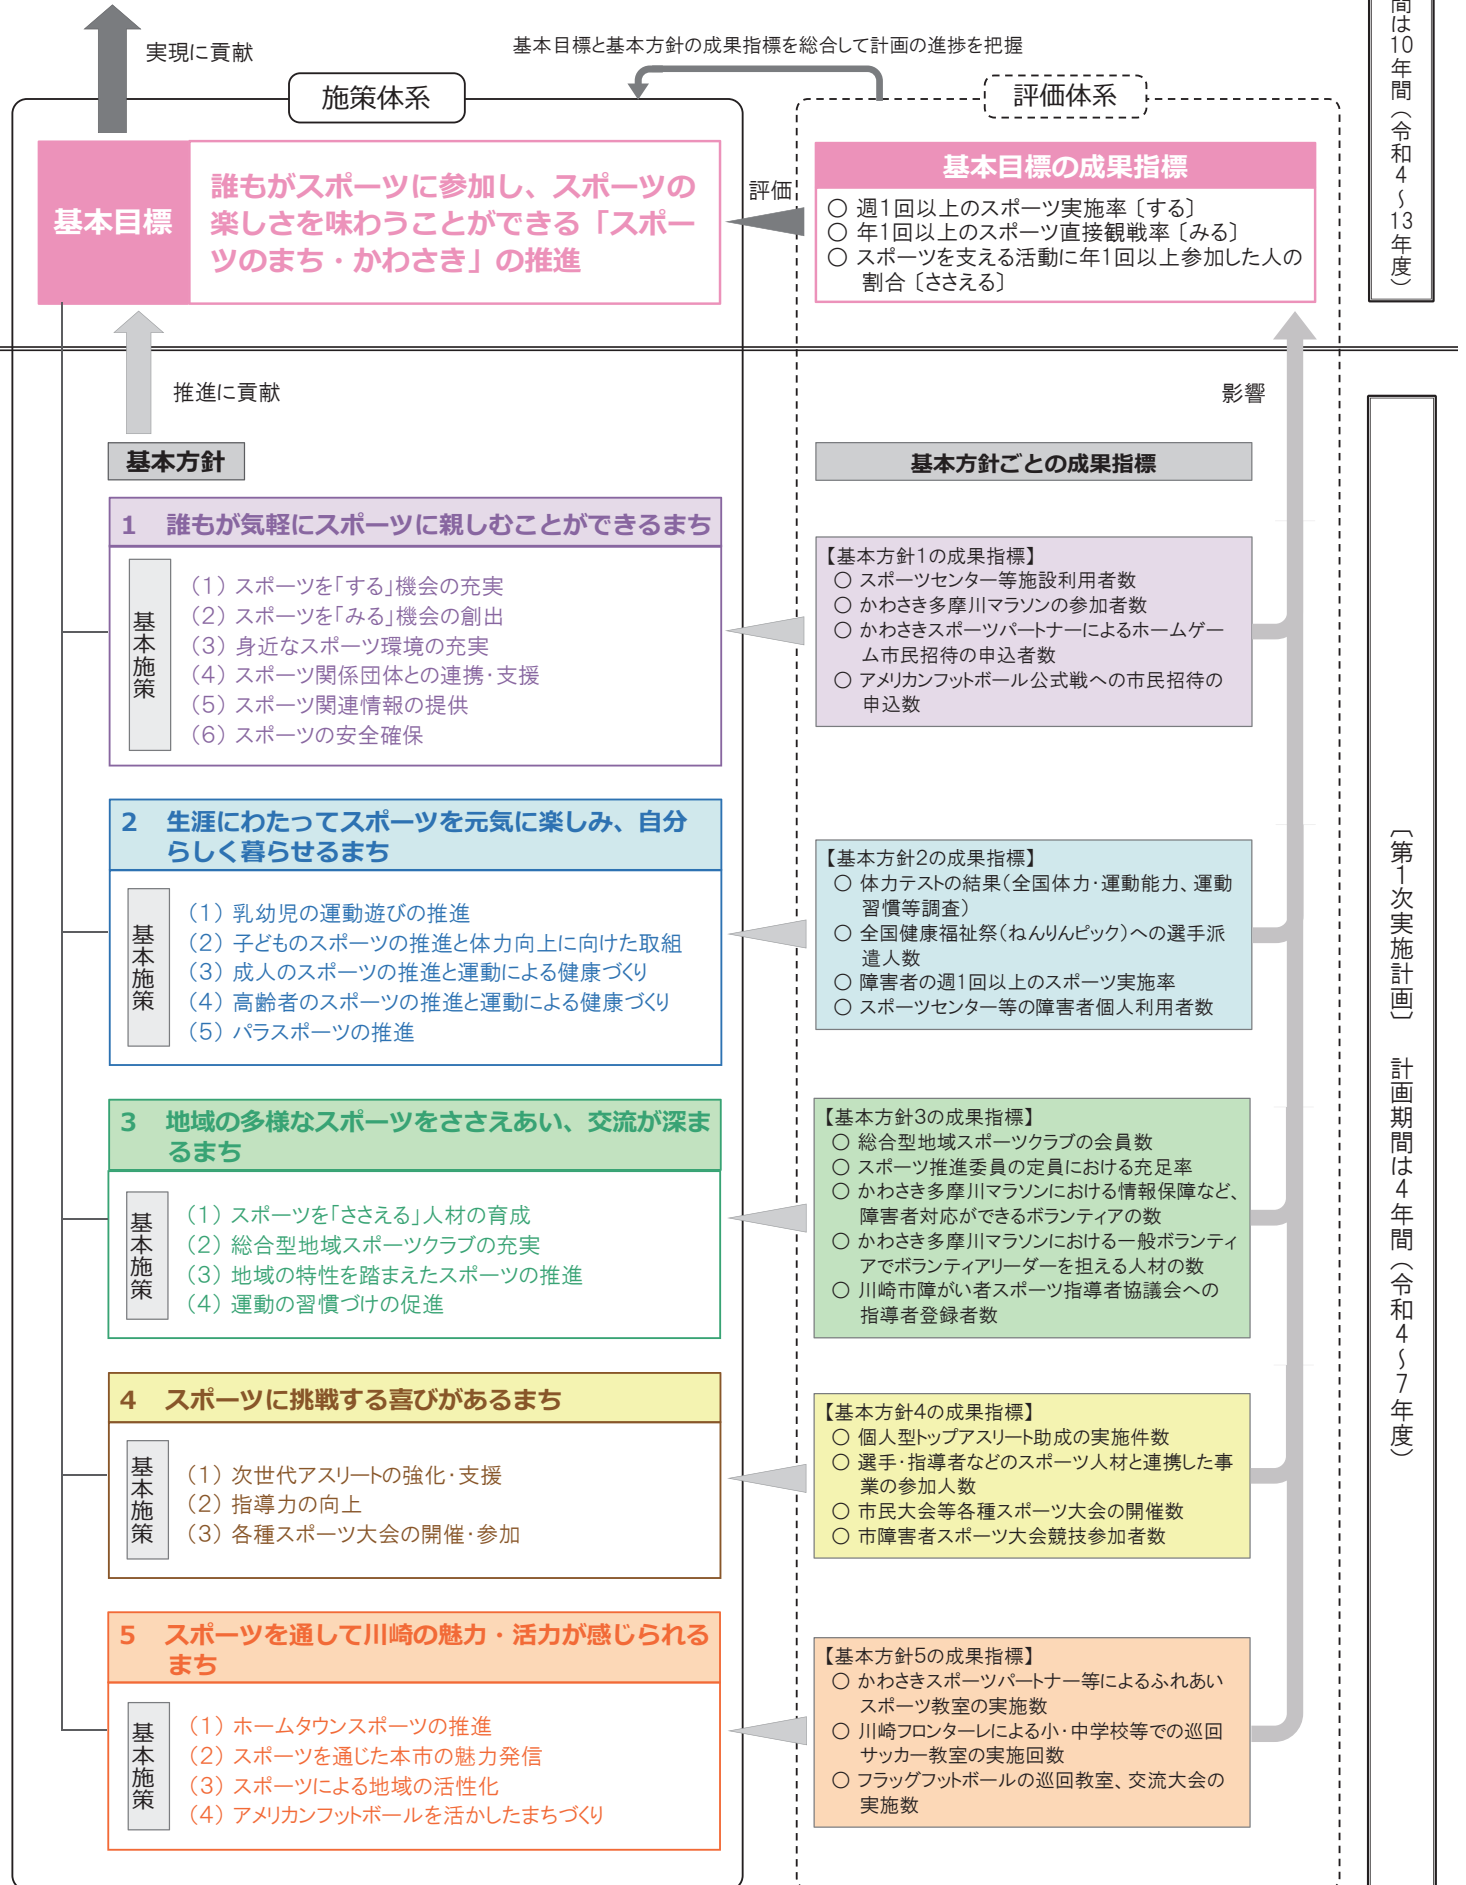 実現に貢献
基本目標と基本方針の成果指標を総合して計画の進捗を把握
施策体系
評価体系
基本目標
誰もがスポーツに参加し、スポーツの
楽しさを味わうことができる「スポー
ツのまち・かわさき」の推進
評価
基本目標の成果指標
○ 週1回以上のスポーツ実施率〔する〕
○ 年1回以上のスポーツ直接観戦率〔みる〕
○ スポーツを支える活動に年1回以上参加した人の
割合〔ささえる〕
間は10年間（令和4～13年度）
推進に貢献
影響
基本方針
基本方針ごとの成果指標
1 誰もが気軽にスポーツに親しむことができるまち
基本施策
（1）スポーツを「する」機会の充実
（2）スポーツを「みる」機会の創出
（3）身近なスポーツ環境の充実
（4）スポーツ関係団体との連携・支援
（5）スポーツ関連情報の提供
（6）スポーツの安全確保
【基本方針1の成果指標】
○ スポーツセンター等施設利用者数
○ かわさき多摩川マラソンの参加者数
○ かわさきスポーツパートナーによるホームゲー
ム市民招待の申込者数
○ アメリカンフットボール公式戦への市民招待の
申込数
2 生涯にわたってスポーツを元気に楽しみ、自分
らしく暮らせるまち
基本施策
（1）乳幼児の運動遊びの推進
（2）子どものスポーツの推進と体力向上に向けた取組
（3）成人のスポーツの推進と運動による健康づくり
（4）高齢者のスポーツの推進と運動による健康づくり
（5）パラスポーツの推進
【基本方針2の成果指標】
○ 体力テストの結果（全国体力・運動能力、運動
習慣等調査）
○ 全国健康福祉祭（ねんりんピック）への選手派
遣人数
○ 障害者の週1回以上のスポーツ実施率
○ スポーツセンター等の障害者個人利用者数
〔第1次実施計画〕 計画期間は4年間（令和4～7年度）
3 地域の多様なスポーツをささえあい、交流が深ま
るまち
基本施策
（1）スポーツを「ささえる」人材の育成
（2）総合型地域スポーツクラブの充実
（3）地域の特性を踏まえたスポーツの推進
（4）運動の習慣づけの促進
【基本方針3の成果指標】
○ 総合型地域スポーツクラブの会員数
○ スポーツ推進委員の定員における充足率
○ かわさき多摩川マラソンにおける情報保障など、
障害者対応ができるボランティアの数
○ かわさき多摩川マラソンにおける一般ボランティ
アでボランティアリーダーを担える人材の数
○ 川崎市障がい者スポーツ指導者協議会への
指導者登録者数
4 スポーツに挑戦する喜びがあるまち
基本施策
（1）次世代アスリートの強化・支援
（2）指導力の向上
（3）各種スポーツ大会の開催・参加
【基本方針4の成果指標】
○ 個人型トップアスリート助成の実施件数
○ 選手・指導者などのスポーツ人材と連携した事
業の参加人数
○ 市民大会等各種スポーツ大会の開催数
○ 市障害者スポーツ大会競技参加者数
5 スポーツを通して川崎の魅力・活力が感じられる
まち
基本施策
（1）ホームタウンスポーツの推進
（2）スポーツを通じた本市の魅力発信
（3）スポーツによる地域の活性化
（4）アメリカンフットボールを活かしたまちづくり
【基本方針5の成果指標】
○ かわさきスポーツパートナー等によるふれあい
スポーツ教室の実施数
○ 川崎フロンターレによる小・中学校等での巡回
サッカー教室の実施回数
○ フラッグフットボールの巡回教室、交流大会の
実施数